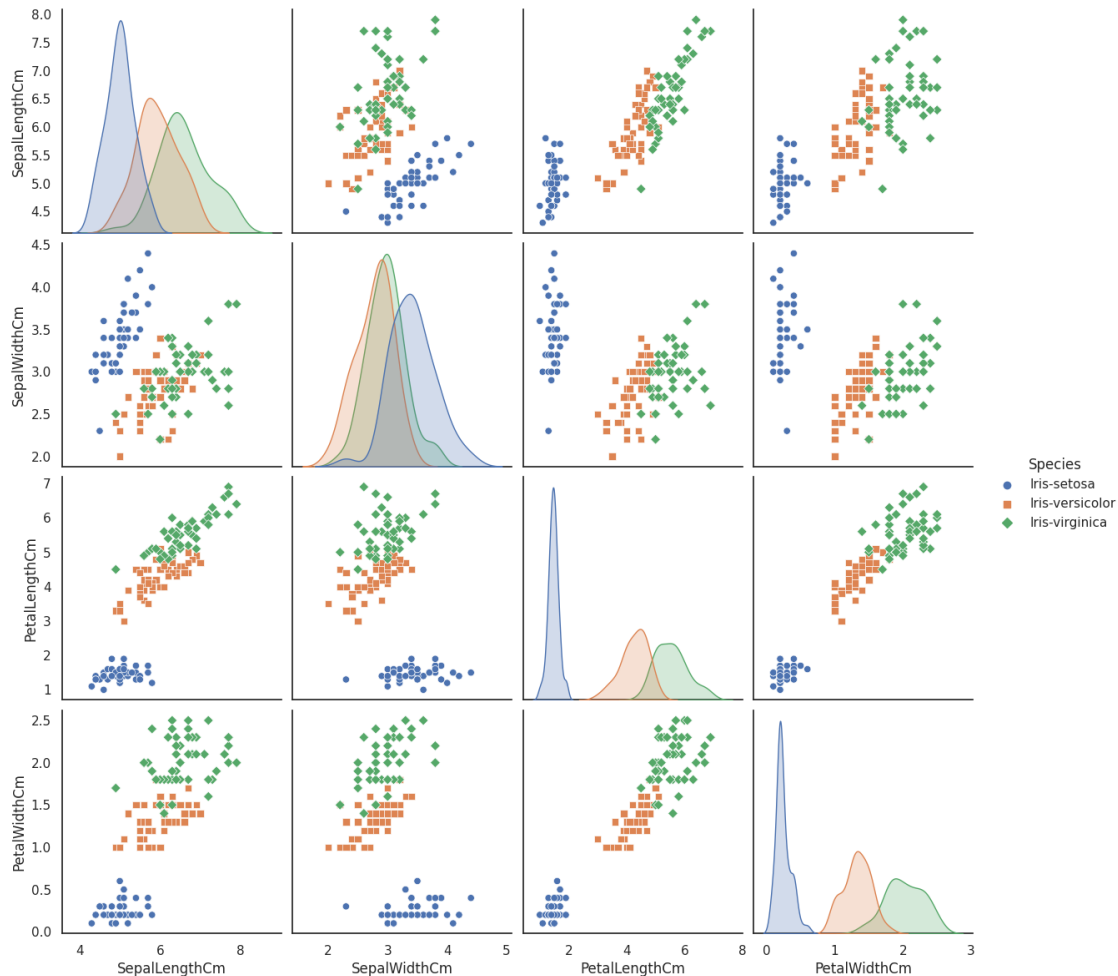 8.0
7.5
7.0
6.5
6.0
5.5
5.0
4.5
SepalLengthCm
4.5
4.0
3.5
3.0
2.5
2.0
SepalWidthCm
Species
Iris-setosa
Iris-versicolor
Iris-virginica
7
6
5
4
3
2
1
PetalLengthCm
2.5
2.0
1.5
1.0
0.5
0.0
PetalWidthCm
4 6 8
SepalLengthCm
2 3 4 5
SepalWidthCm
2 4 6 8
PetalLengthCm
0 1 2 3
PetalWidthCm